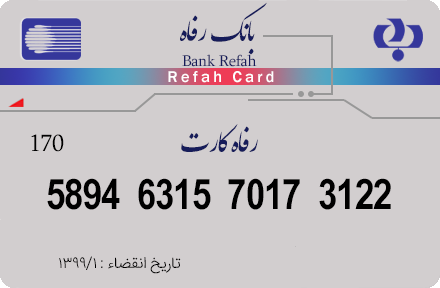 بانک رفاه
Bank Refah
Refah Card
170
رفاه کارت
5894 6315 7017 3122
تاریخ انقضاء : ۱۳۹۹/۱